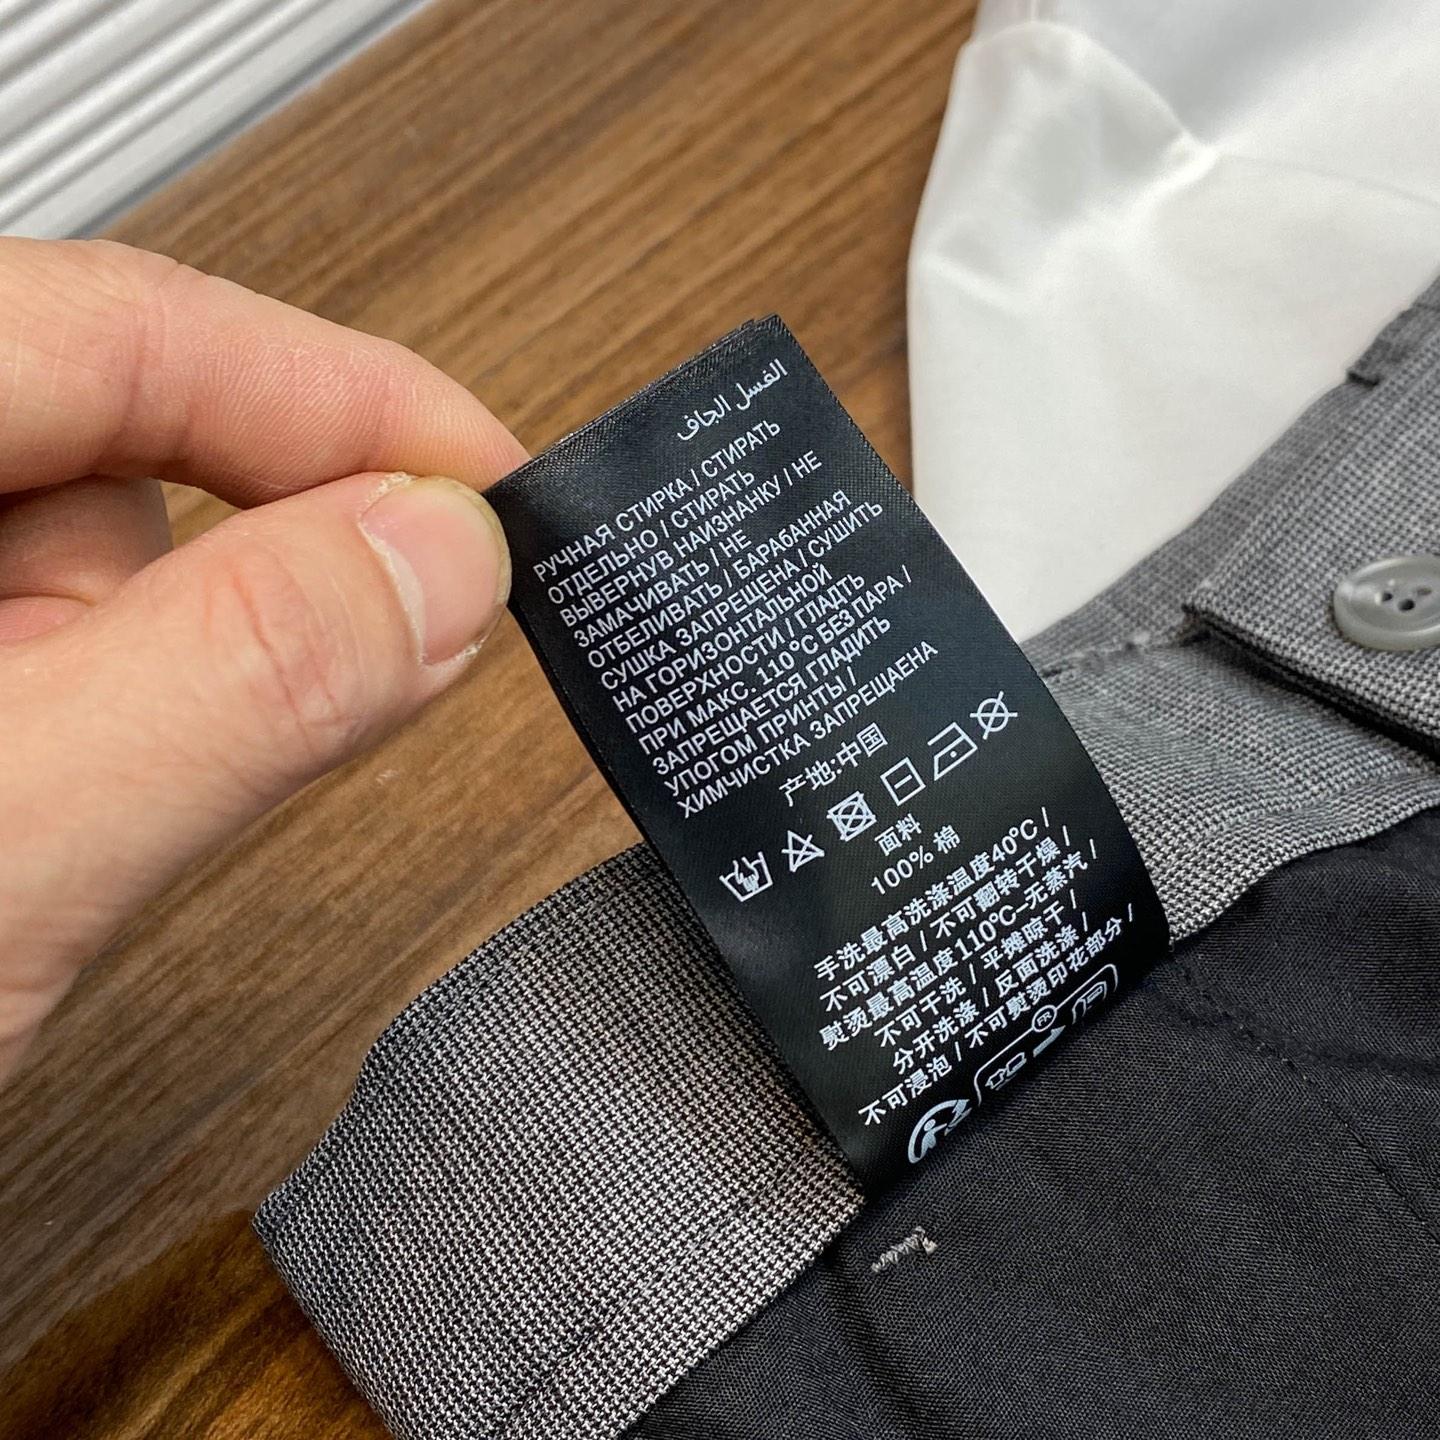 الغسل الجاف
РУЧНАЯ СТИРКА / СТИРАТЬ
ОТДЕЛЬНО / СТИРАТЬ
ВЫВЕРНУВ НАИЗНАНКУ / НЕ
ЗАМАЧИВАТЬ / НЕ
ОТБЕЛИВАТЬ / БАРАБАННАЯ
СУШКА ЗАПРЕЩЕНА / СУШИТЬ
НА ГОРИЗОНТАЛЬНОЙ
ПОВЕРХНОСТИ / ГЛАДТЬ
ПРИ МАКС. 110°C БЕЗ ПАРА /
ЗАПРЕЩАЕТСЯ ГЛАДИТЬ
УПОГОМ ПРИНТЫ /
ХИМЧИСТКА ЗАПРЕЩАЕНА
产地:中国
面料
100% 棉
手洗最高洗涤温度40°C /
不可漂白 / 不可翻转干燥 /
熨烫最高温度110°C-无蒸汽 /
不可干洗 / 平摊晾干 /
分开洗涤 / 反面洗涤 /
不可浸泡 / 不可熨烫印花部分 /
FR